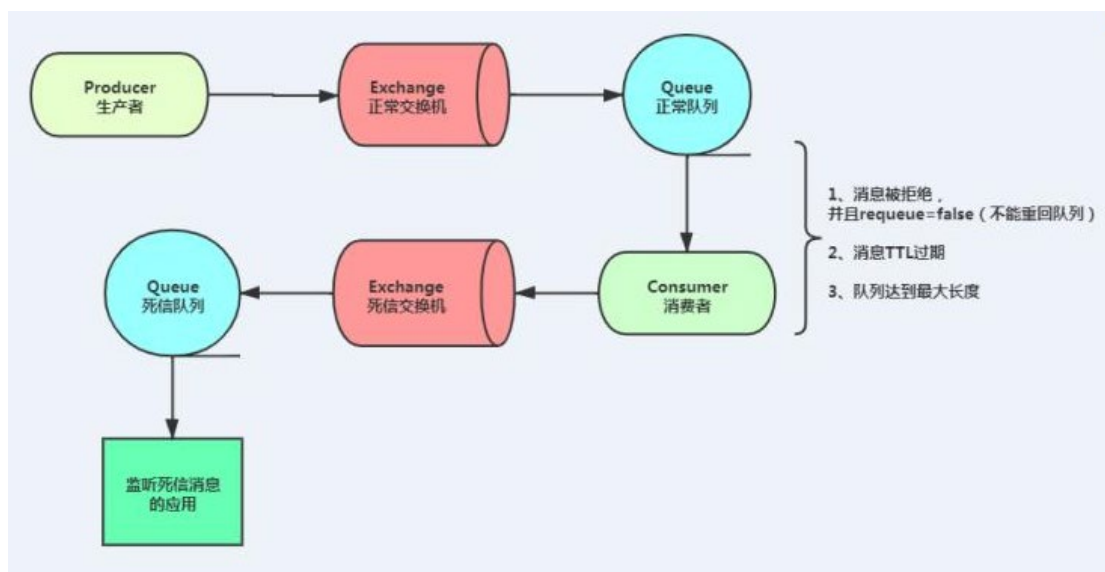 Producer
生产者
Exchange
正常交换机
Queue
正常队列
1、消息被拒绝，
并且requeue=false（不能重回队列）
2、消息TTL过期
3、队列达到最大长度
Queue
死信队列
Exchange
死信交换机
Consumer
消费者
监听死信消息
的应用